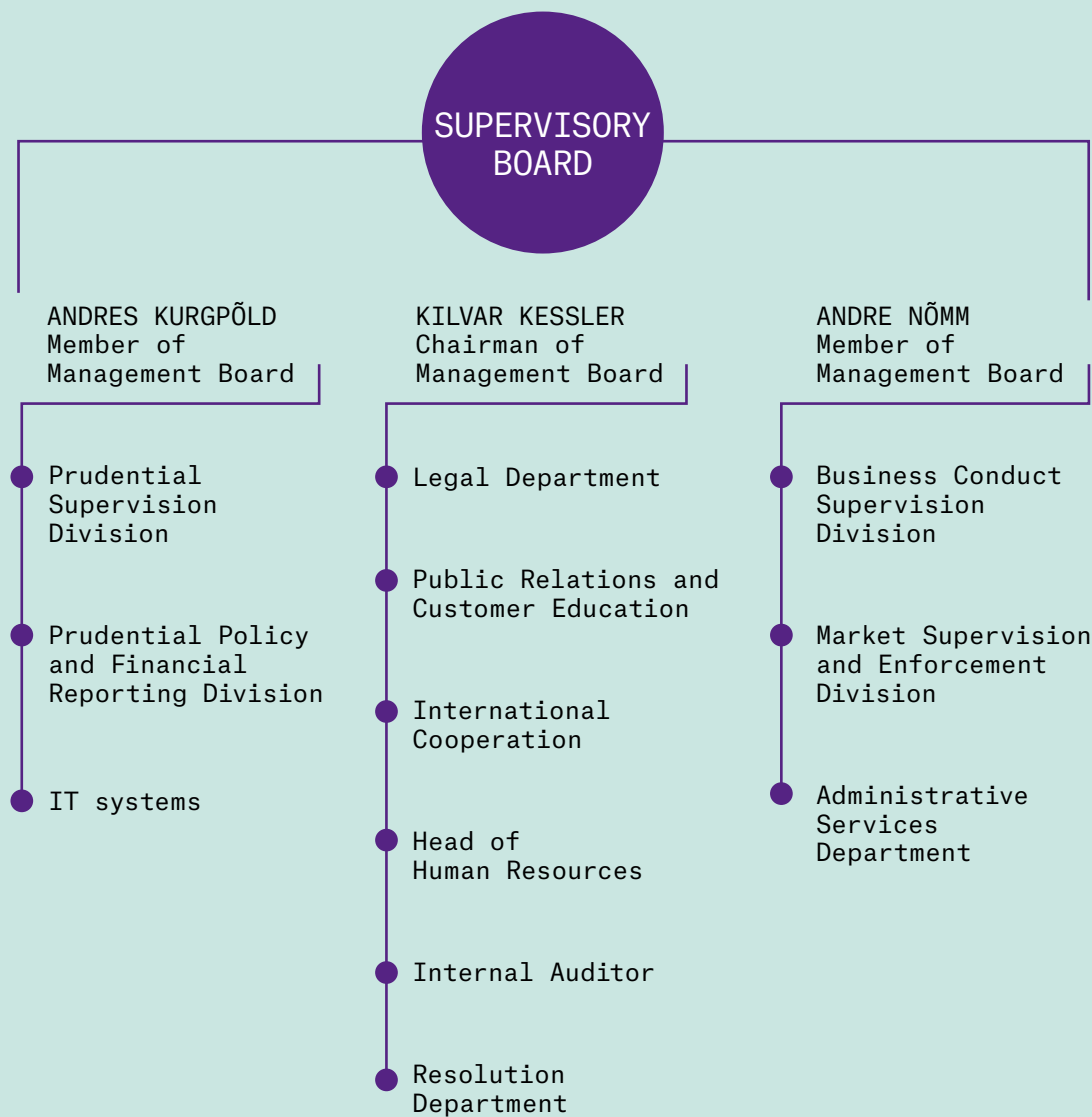 SUPERVISORY
BOARD
ANDRES KURGPÕLD
Member of
Management Board
Prudential
Supervision
Division
Prudential Policy
and Financial
Reporting Division
IT systems
KILVAR KESSLER
Chairman of
Management Board
Legal Department
Public Relations and
Customer Education
International
Cooperation
Head of
Human Resources
Internal Auditor
Resolution
Department
ANDRE NÕMM
Member of
Management Board
Business Conduct
Supervision
Division
Market Supervision
and Enforcement
Division
Administrative
Services
Department